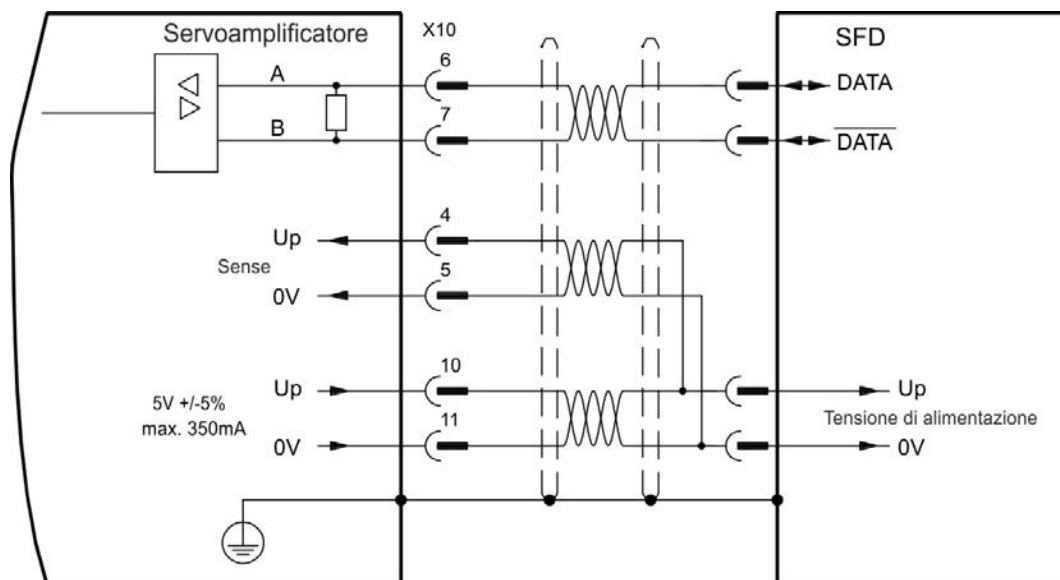 Servoamplificatore
X10
SFD
A
6
DATA
B
7
DATA
Up
4
Sense
0V
5
5V +/-5%
max. 350mA
Up
10
Up
Tensione di alimentazione
0V
11
0V